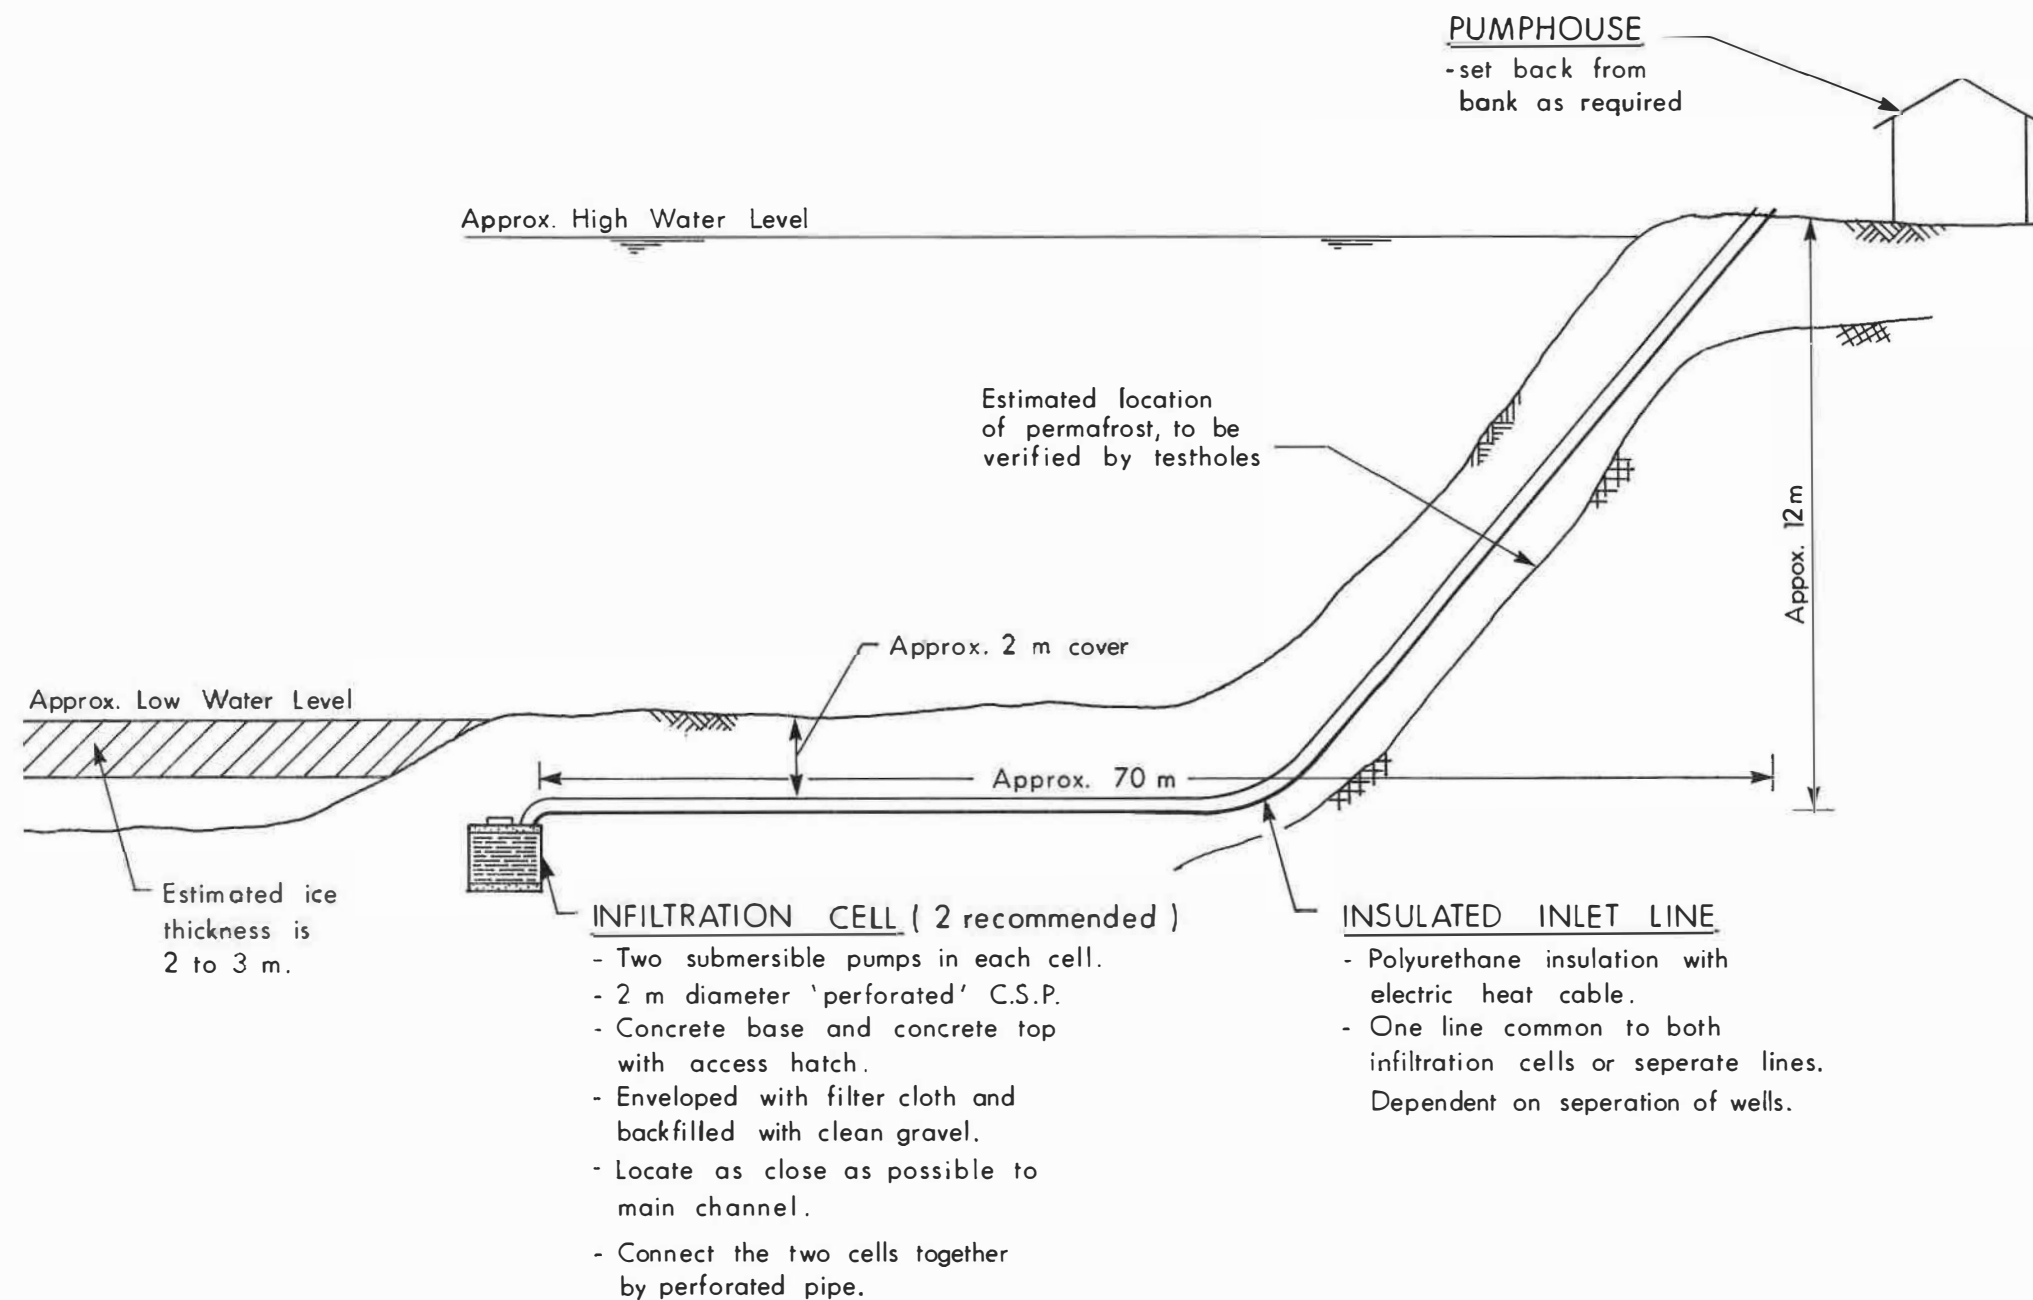 PUMPHOUSE
-set back from
bank as required
Approx. High Water Level
Estimated location
of permafrost, to be
verified by testholes
Appox. 12m
Approx. 2 m cover
Approx. Low Water Level
Approx. 70 m
Estimated ice
thickness is
2 to 3 m.
INFILTRATION CELL ( 2 recommended )
- Two submersible pumps in each cell.
- 2 m diameter 'perforated' C.S.P.
- Concrete base and concrete top
with access hatch.
- Enveloped with filter cloth and
backfilled with clean gravel.
- Locate as close as possible to
main channel.
- Connect the two cells together
by perforated pipe.
INSULATED INLET LINE
- Polyurethane insulation with
electric heat cable.
- One line common to both
infiltration cells or seperate lines.
Dependent on seperation of wells.